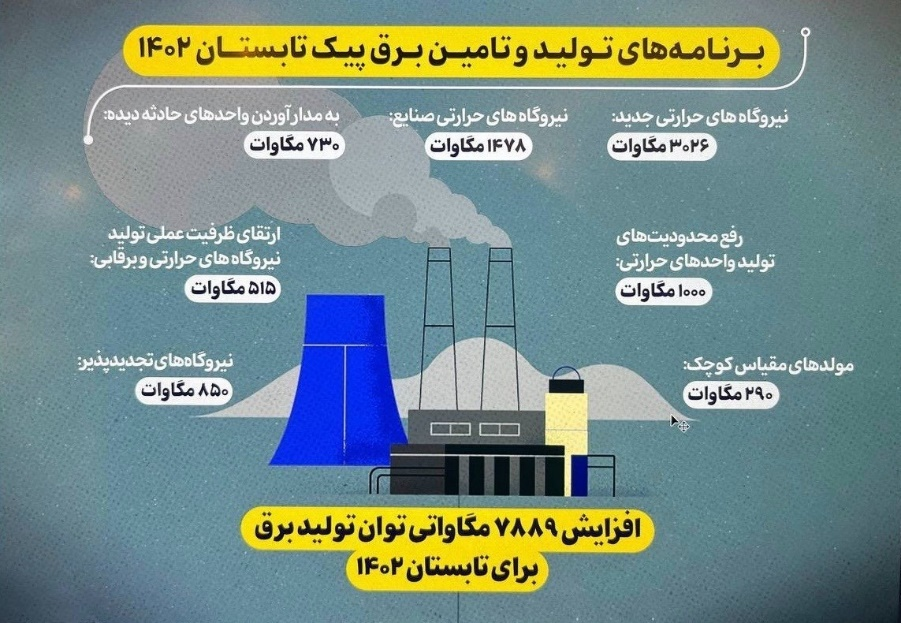 برنامه‌های تولید و تامین برق پیک تابستان ۱۴۰۲
نیروگاه های حرارتی جدید:
۳۰۲۶ مگاوات
نیروگاه های حرارتی صنایع:
۱۴۷۸ مگاوات
به مدار آوردن واحدهای حادثه دیده:
۷۳۰ مگاوات
رفع محدودیت‌های
تولید واحدهای حرارتی:
۱۰۰۰ مگاوات
ارتقای ظرفیت عملی تولید
نیروگاه های حرارتی و برقابی:
۵۱۵ مگاوات
مولدهای مقیاس کوچک:
۲۹۰ مگاوات
نیروگاه‌های تجدیدپذیر:
۸۵۰ مگاوات
افزایش ۷۸۸۹ مگاواتی توان تولید برق
برای تابستان ۱۴۰۲